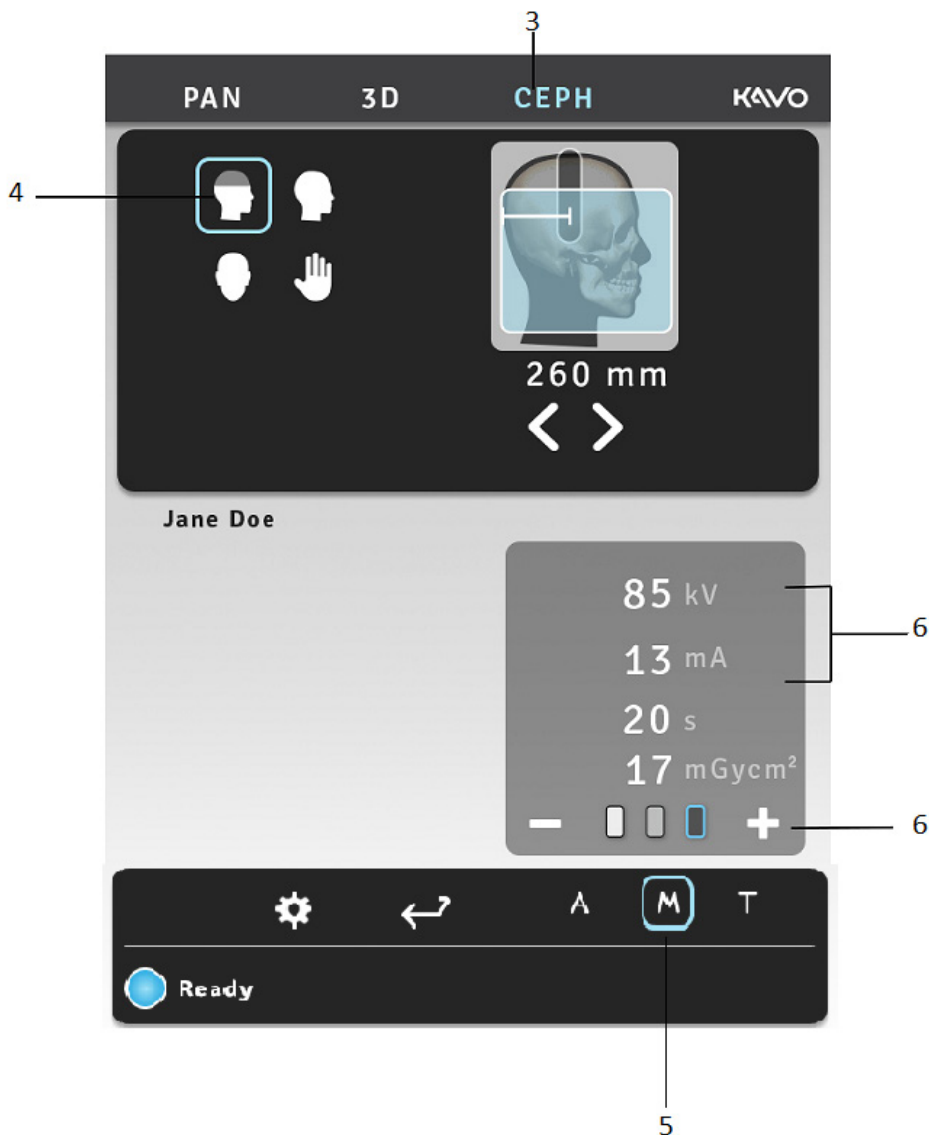 3
PAN 3D CEPH KAVO
4
260 mm
Jane Doe
85 kV
6
13 mA
20 s
17 mGycm²
6
A M T
Ready
5